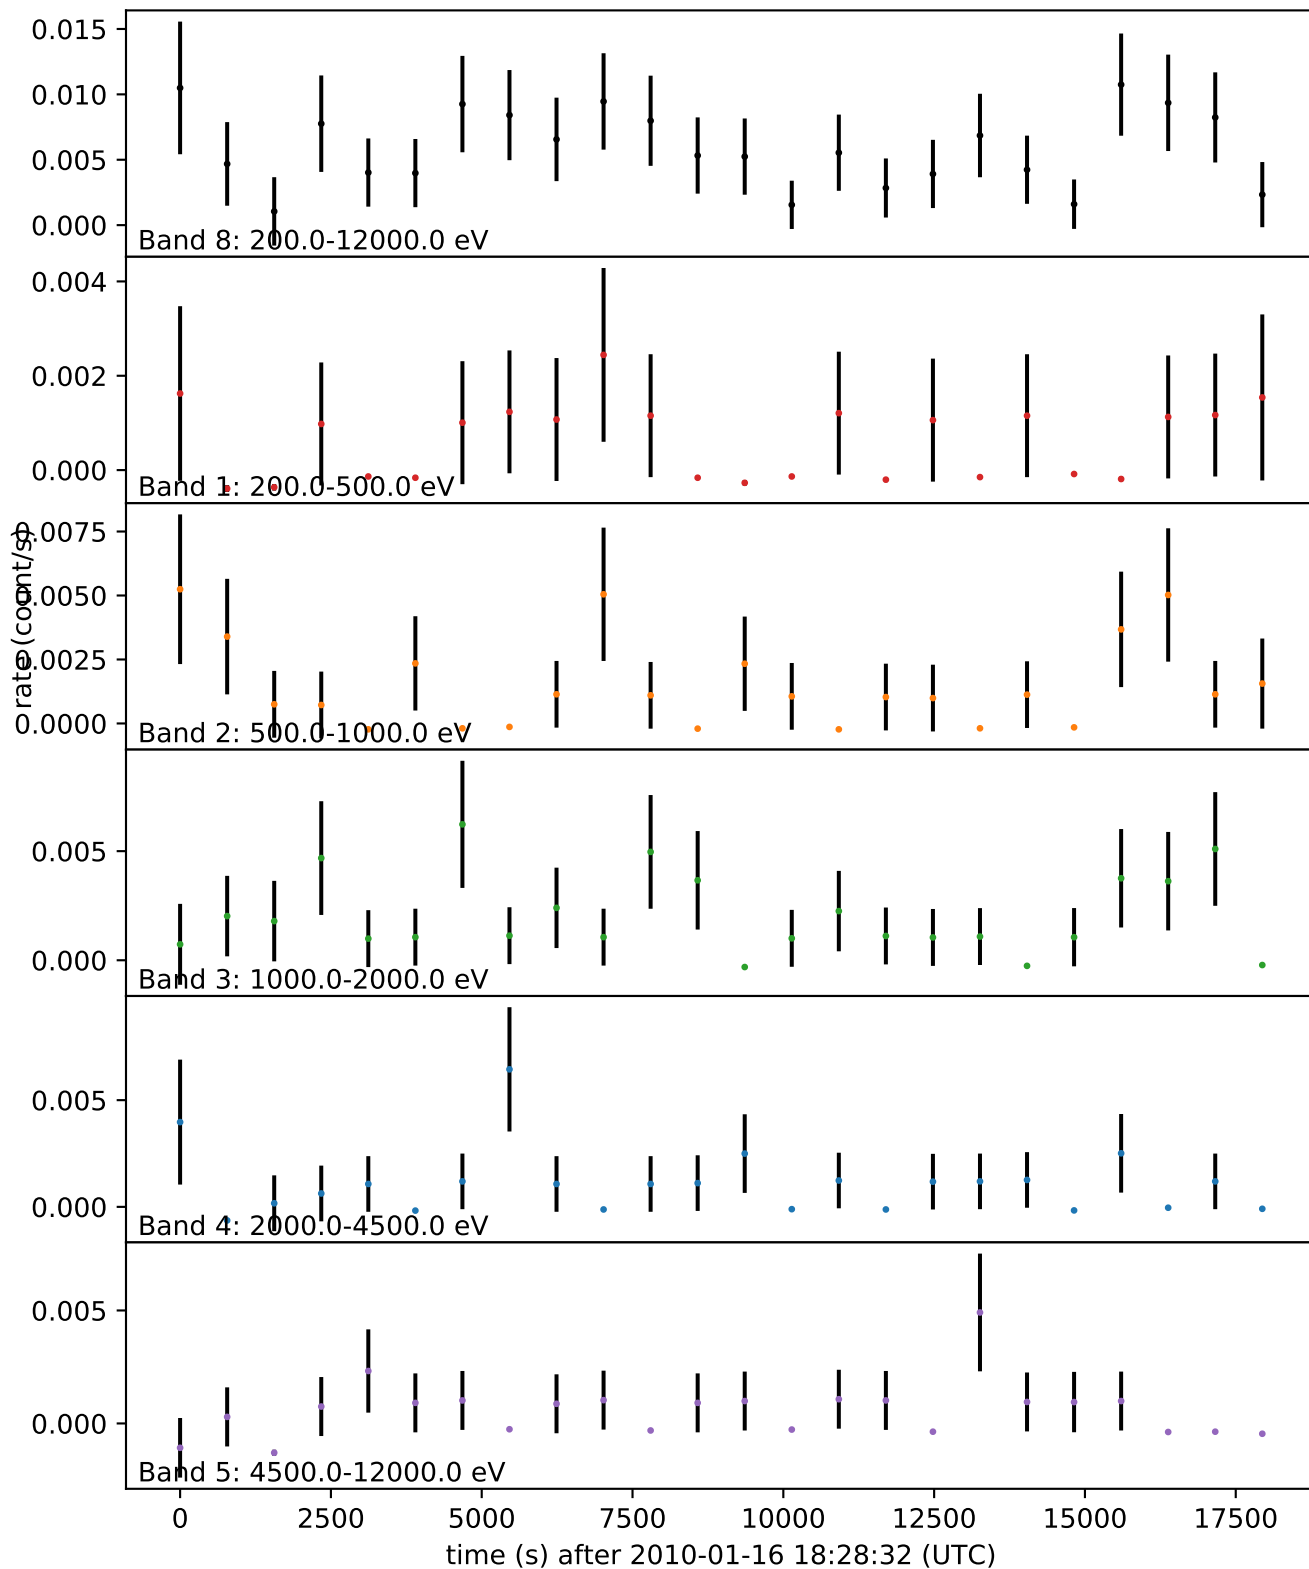 0.015
0.010
0.005
0.000
Band 8: 200.0-12000.0 eV
0.004
0.002
0.000
Band 1: 200.0-500.0 eV
rate (count/s)
0.0075
0.0050
0.0025
0.0000
Band 2: 500.0-1000.0 eV
0.005
0.000
Band 3: 1000.0-2000.0 eV
0.005
0.000
Band 4: 2000.0-4500.0 eV
0.005
0.000
Band 5: 4500.0-12000.0 eV
0 2500 5000 7500 10000 12500 15000 17500
time (s) after 2010-01-16 18:28:32 (UTC)